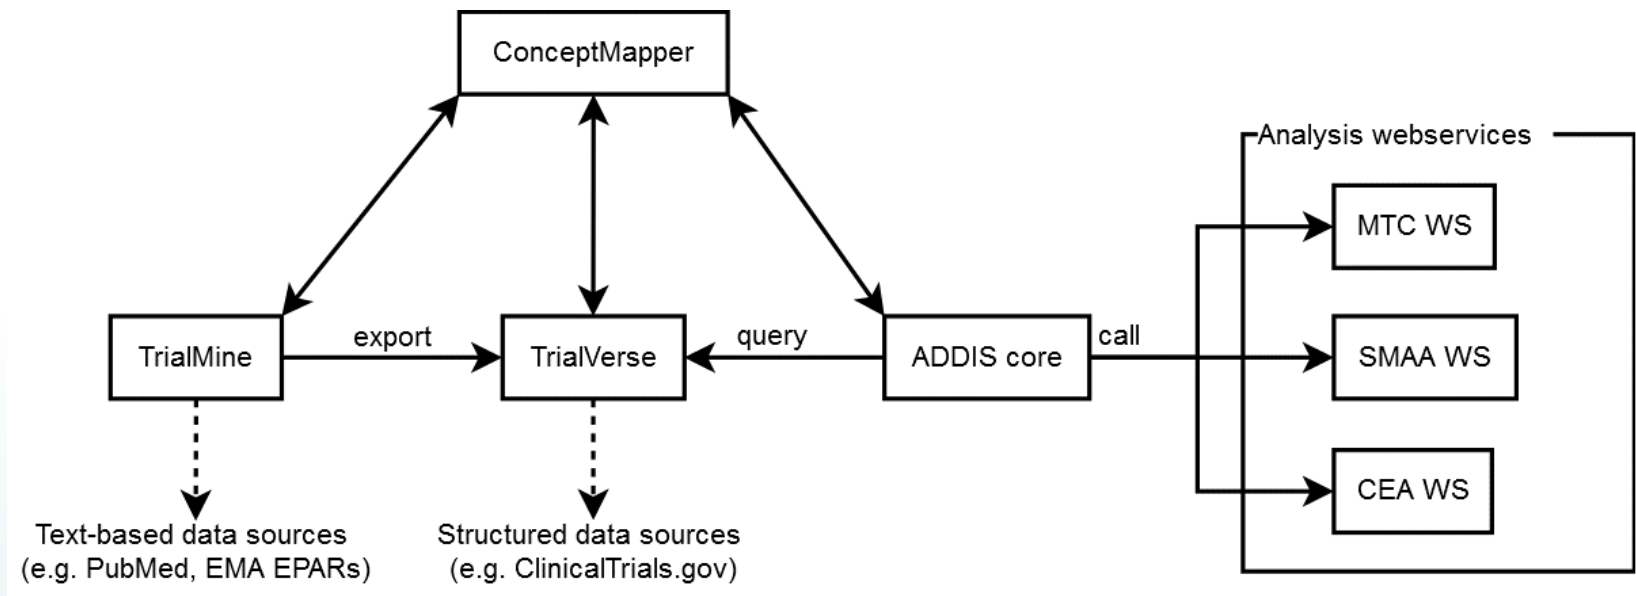 ConceptMapper
Analysis webservices
MTC WS
export
query
call
TrialMine
TrialVerse
ADDIS core
SMAA WS
CEA WS
Text-based data sources
(e.g. PubMed, EMA EPARs)
Structured data sources
(e.g. ClinicalTrials.gov)